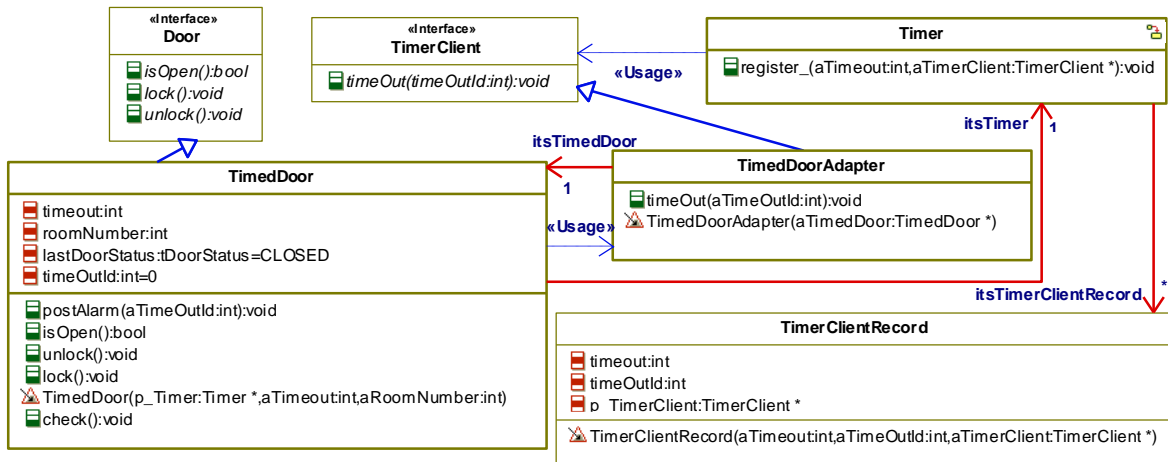 «Interface»
Door
isOpen():bool
lock():void
unlock():void
«Interface»
TimerClient
timeOut(timeOutId:int):void
«Usage»
Timer
register_(aTimeout:int,aTimerClient:TimerClient *):void
itsTimer
1
itsTimedDoor
1
TimedDoor
timeout:int
roomNumber:int
lastDoorStatus:tDoorStatus=CLOSED
timeOutId:int=0
postAlarm(aTimeOutId:int):void
isOpen():bool
unlock():void
lock():void
TimedDoor(p_Timer:Timer *,aTimeout:int,aRoomNumber:int)
check():void
«Usage»
TimedDoorAdapter
timeOut(aTimeOutId:int):void
TimedDoorAdapter(aTimedDoor:TimedDoor *)
itsTimerClientRecord
*
TimerClientRecord
timeout:int
timeOutId:int
p_TimerClient:TimerClient *
TimerClientRecord(aTimeout:int,aTimeOutId:int,aTimerClient:TimerClient *)